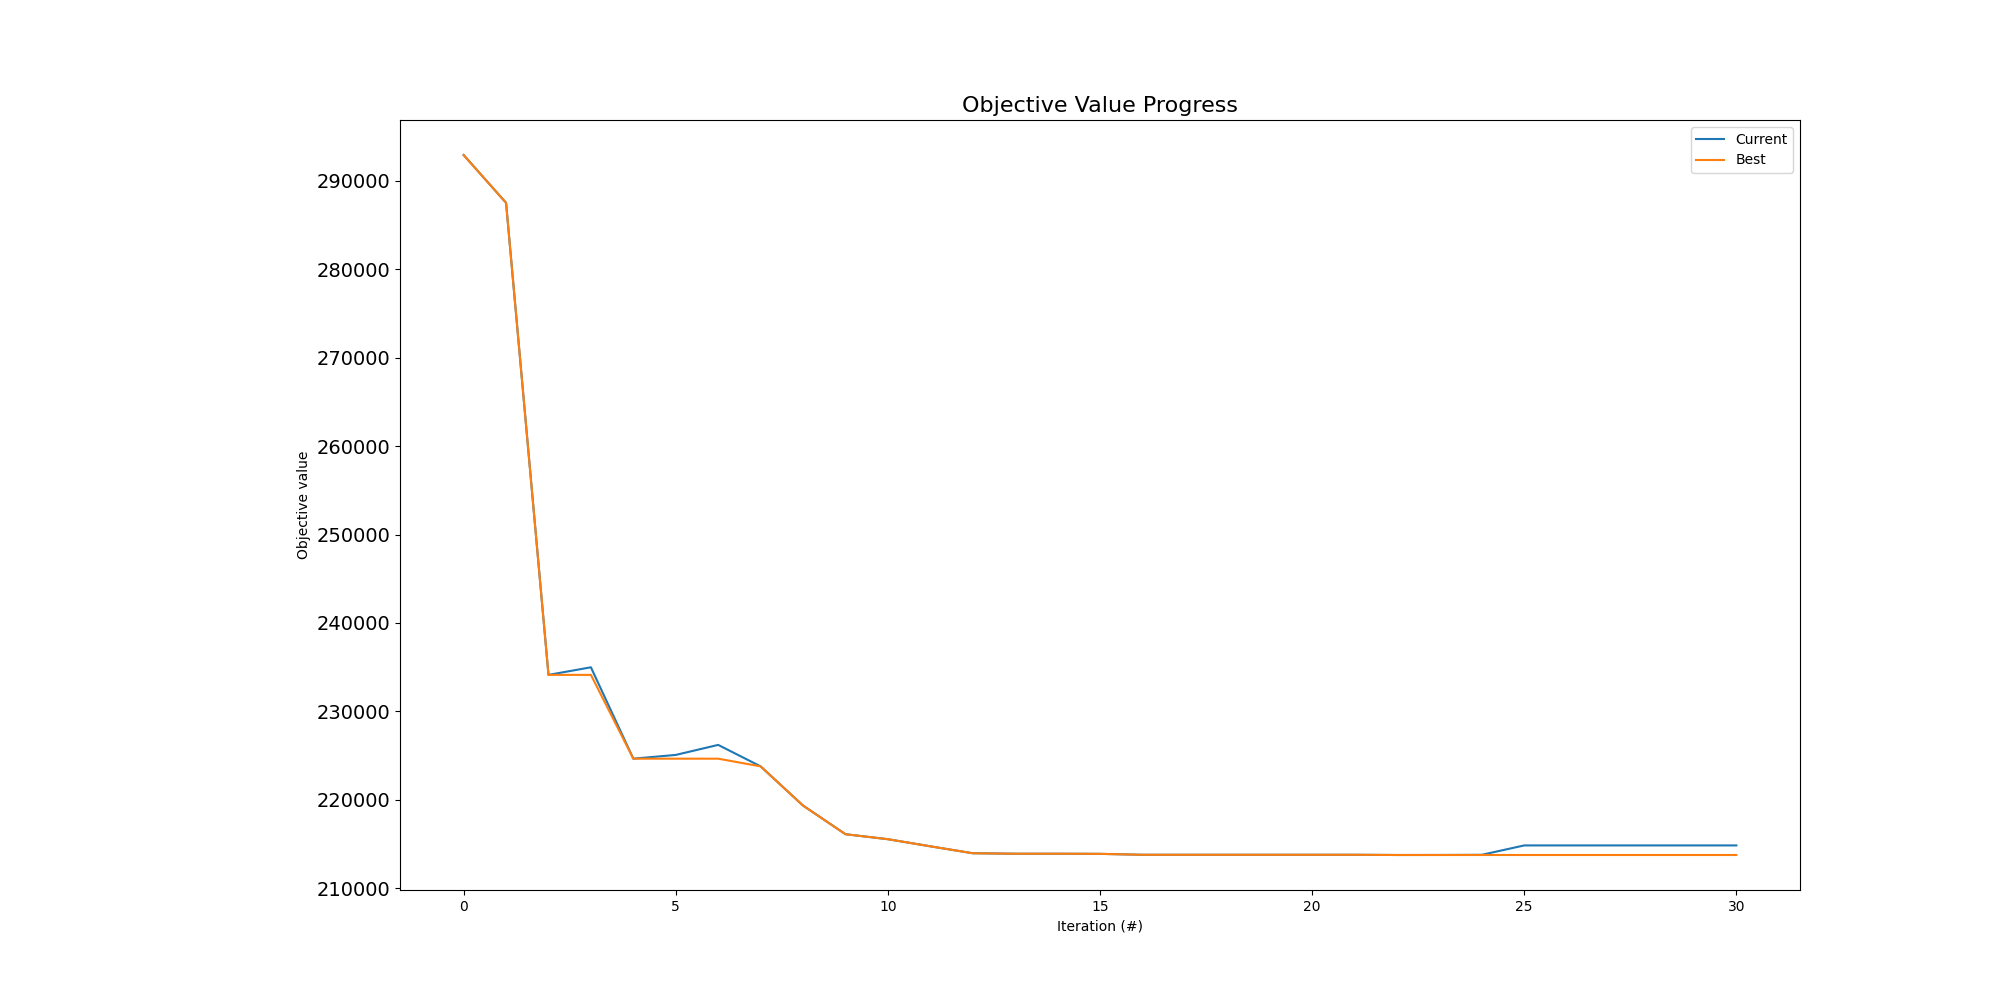 Objective Value Progress
Current
Best
290000
280000
270000
260000
250000
240000
230000
220000
210000
Objective value
0 5 10 15 20 25 30
Iteration (#)